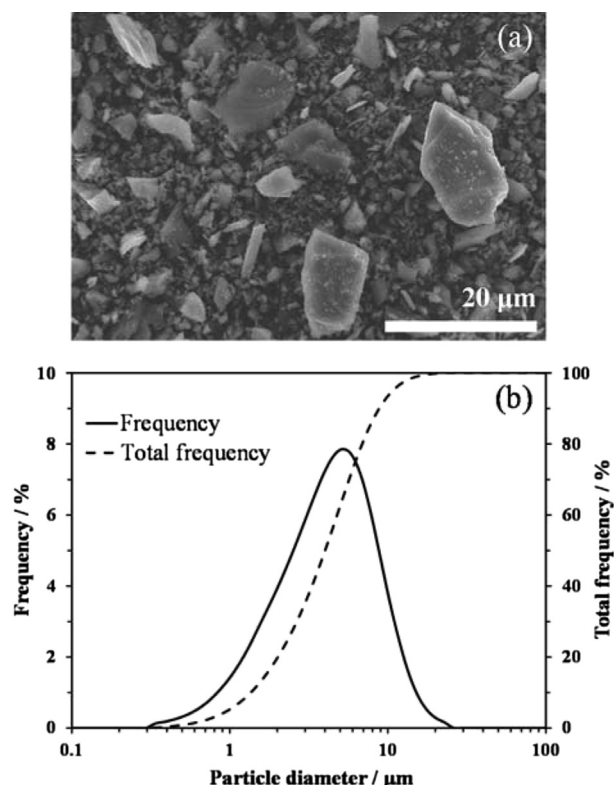 (a)
20 μm
(b)
Frequency
Total frequency
10
8
6
4
2
0
100
80
60
40
20
0
0.1 1 10 100
Frequency / %
Total frequency / %
Particle diameter / μm